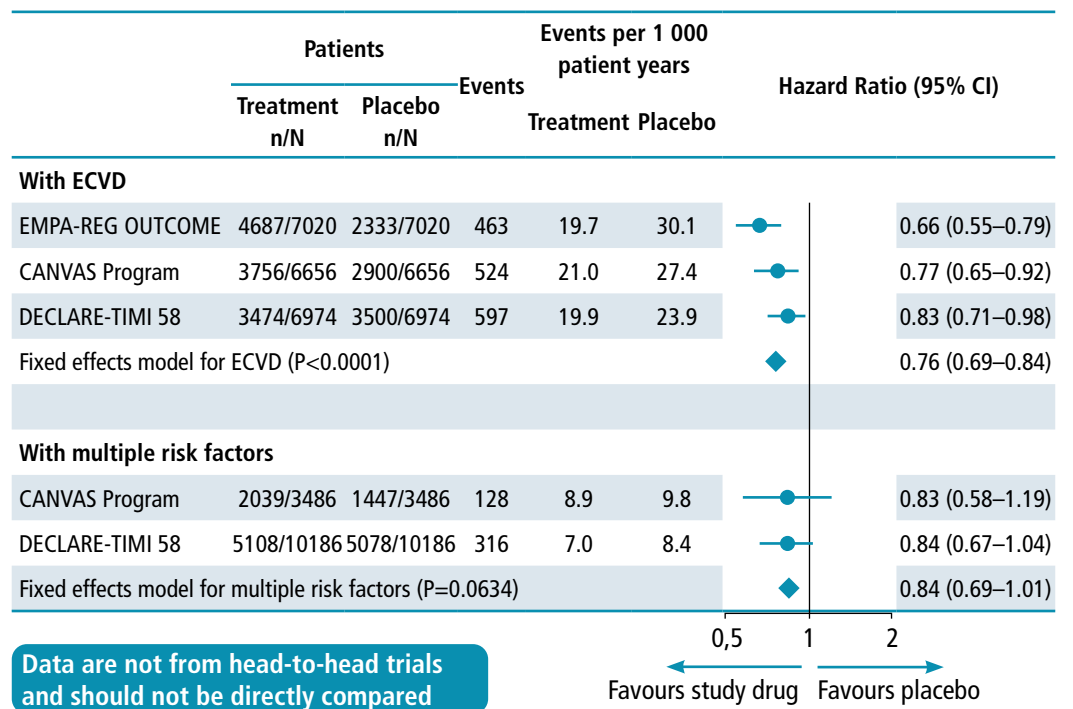 Patients
Events
Events per 1 000
patient years
Hazard Ratio (95% CI)
Treatment
n/N
Placebo
n/N
Treatment Placebo
With ECVD
EMPA-REG OUTCOME 4687/7020 2333/7020 463 19.7 30.1 0.66 (0.55–0.79)
CANVAS Program 3756/6656 2900/6656 524 21.0 27.4 0.77 (0.65–0.92)
DECLARE-TIMI 58 3474/6974 3500/6974 597 19.9 23.9 0.83 (0.71–0.98)
Fixed effects model for ECVD (P<0.0001) 0.76 (0.69–0.84)
With multiple risk factors
CANVAS Program 2039/3486 1447/3486 128 8.9 9.8 0.83 (0.58–1.19)
DECLARE-TIMI 58 5108/10186 5078/10186 316 7.0 8.4 0.84 (0.67–1.04)
Fixed effects model for multiple risk factors (P=0.0634) 0.84 (0.69–1.01)
0,5 1 2
Favours study drug Favours placebo
Data are not from head-to-head trials
and should not be directly compared